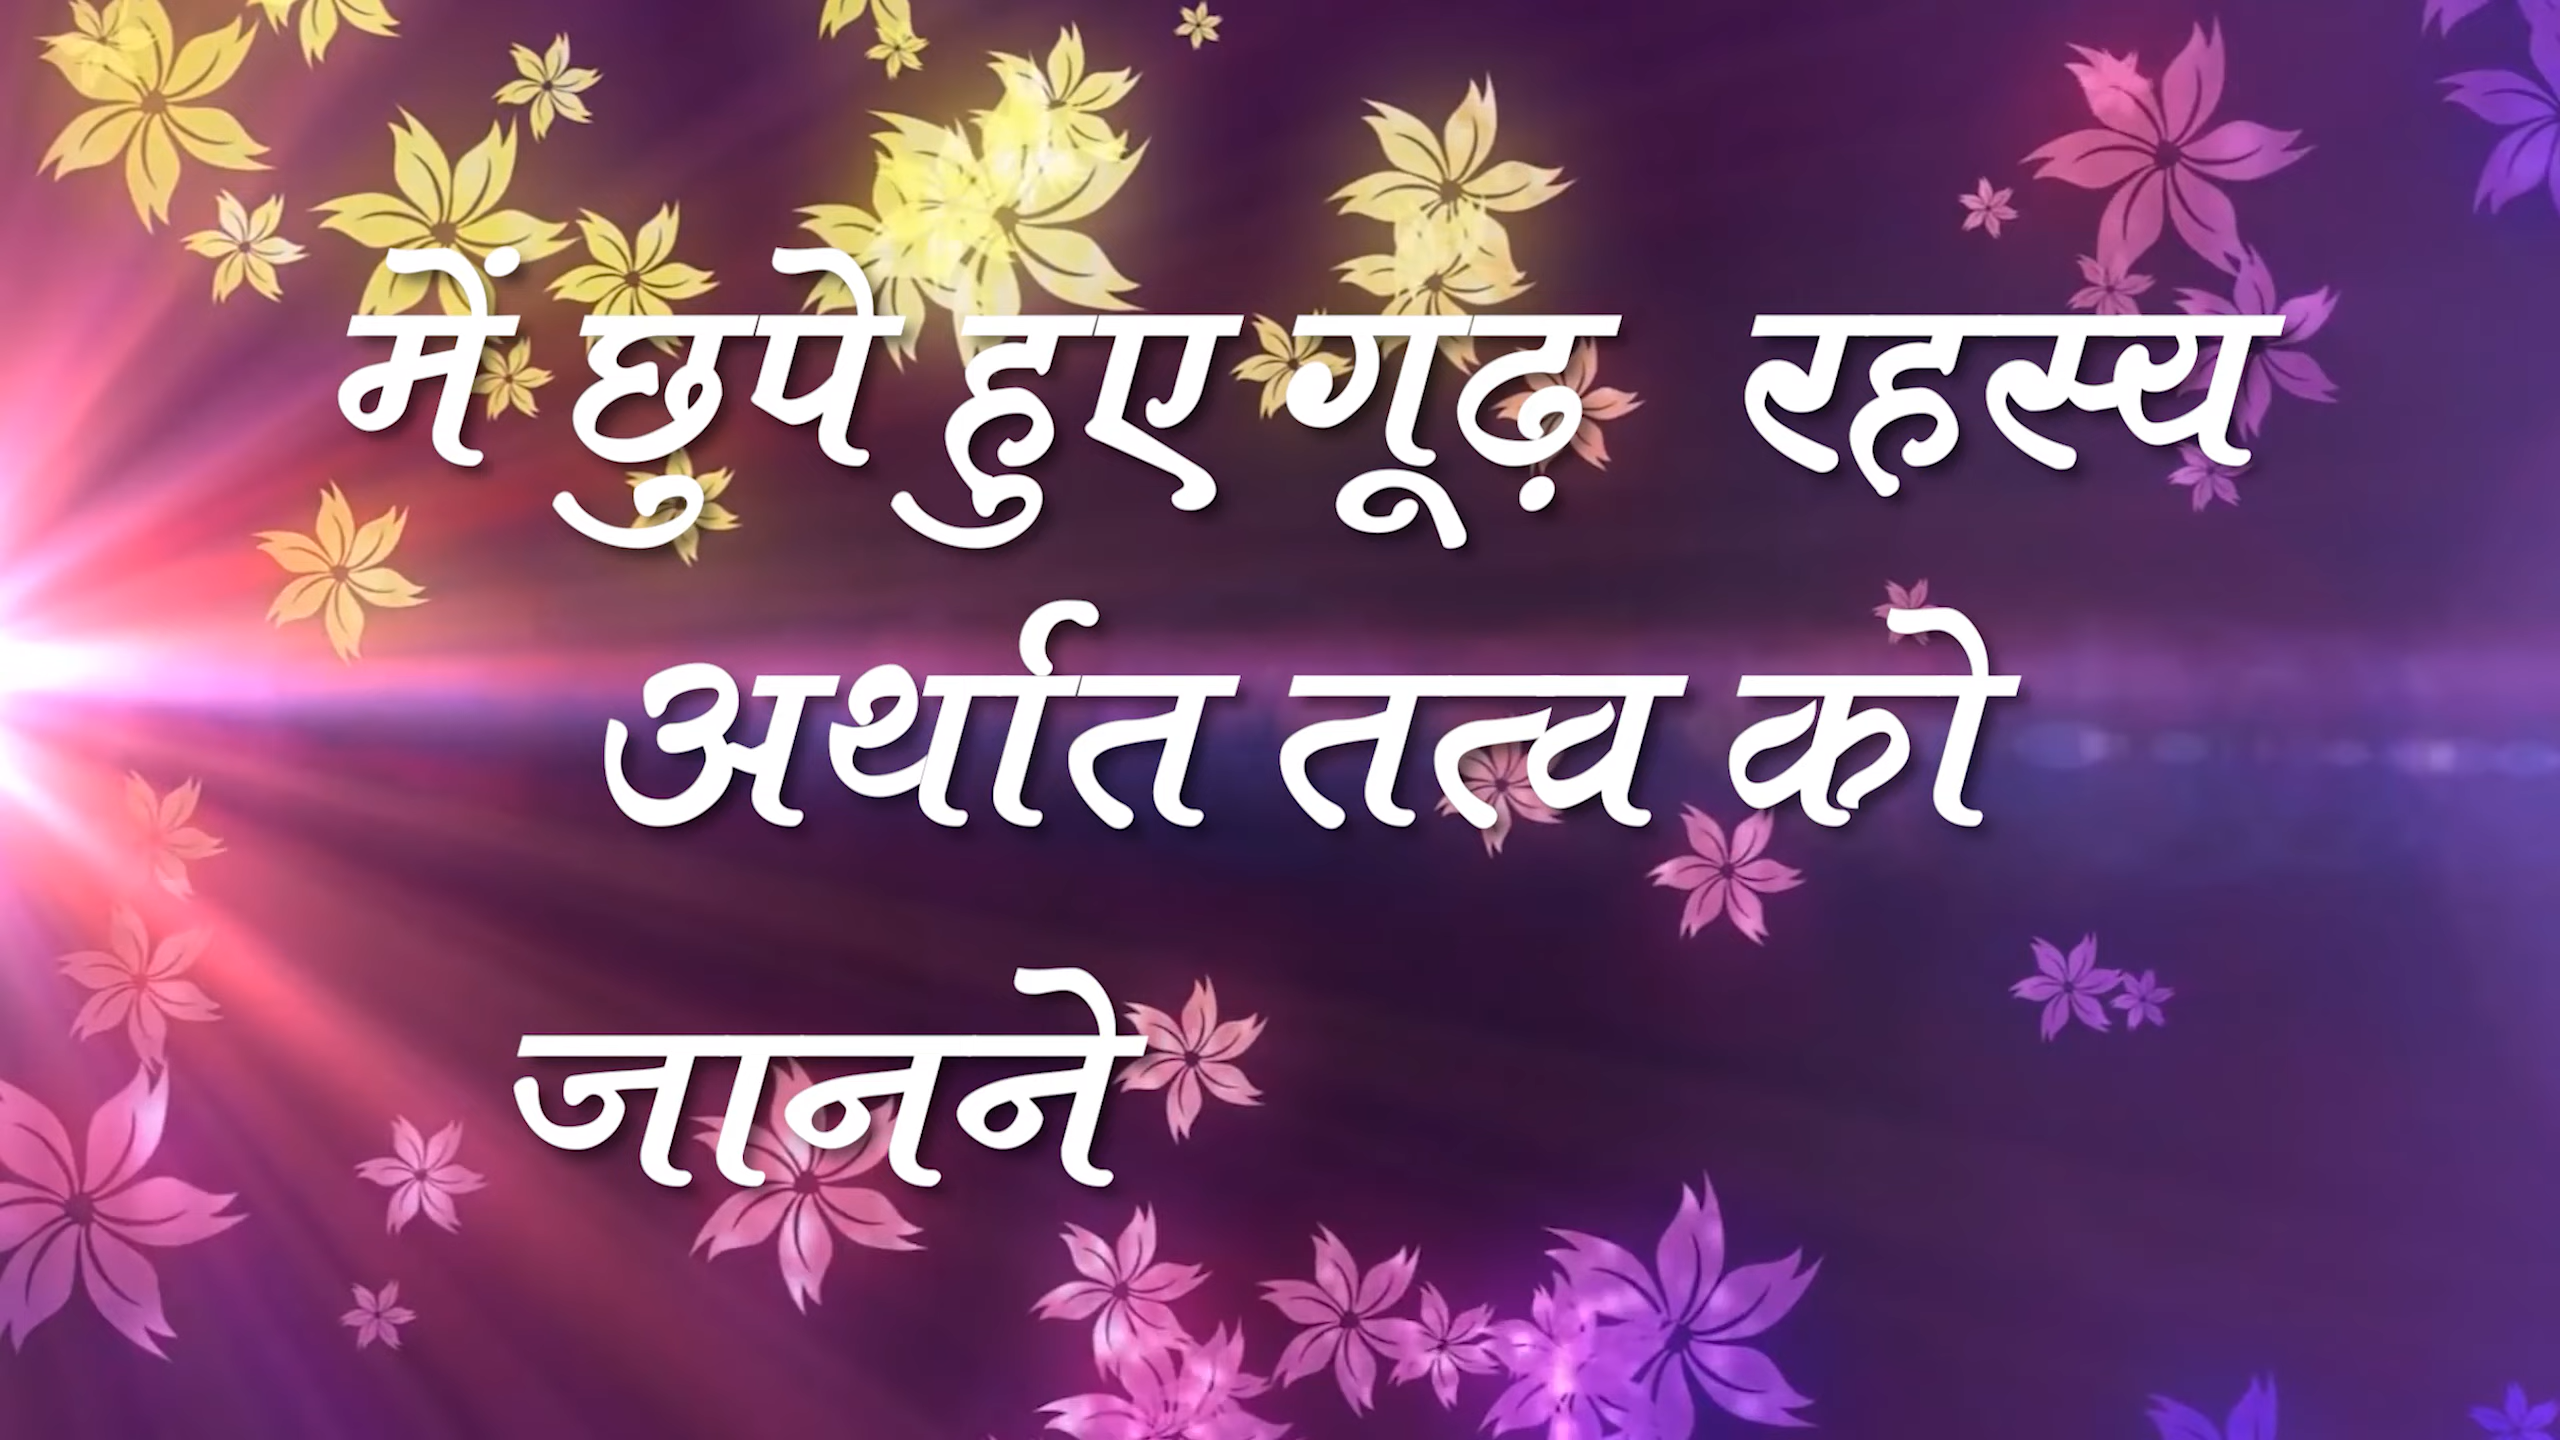 में छुपे हुए गूढ़ रहस्य
अर्थात तत्व को
जानने